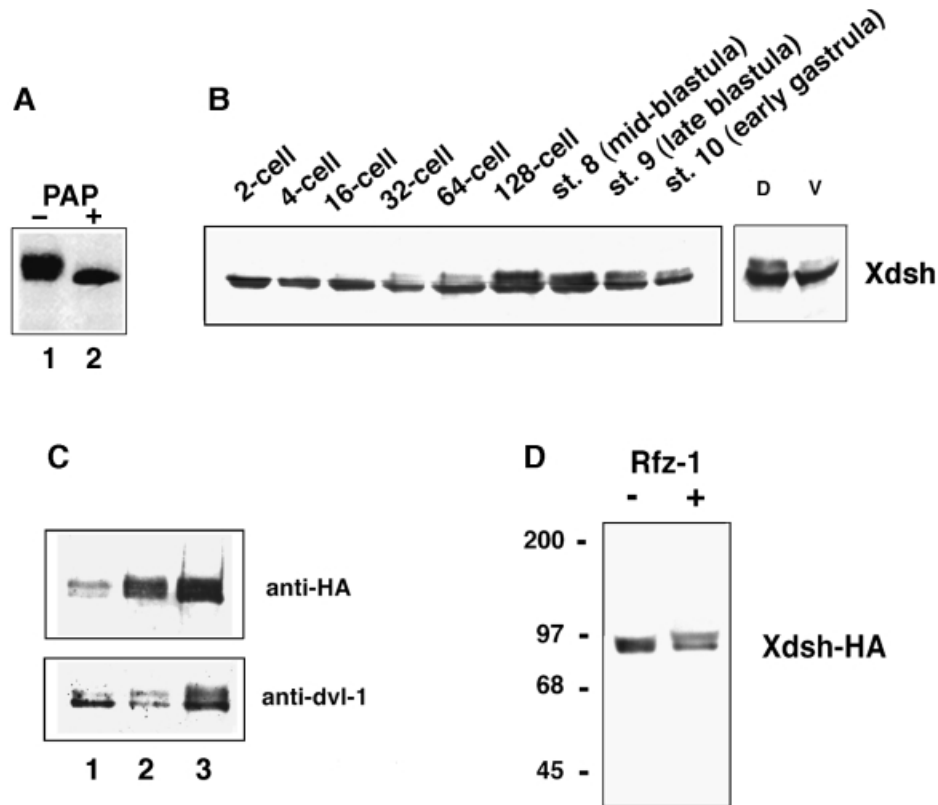 A
PAP
– +
1 2
B
2-cell
4-cell
16-cell
32-cell
64-cell
128-cell
st. 8 (mid-blastula)
st. 9 (late blastula)
st. 10 (early gastrula)
D V
Xdsh
C
anti-HA
anti-dvl-1
1 2 3
D
Rfz-1
- +
200 -
97 -
68 -
45 -
Xdsh-HA